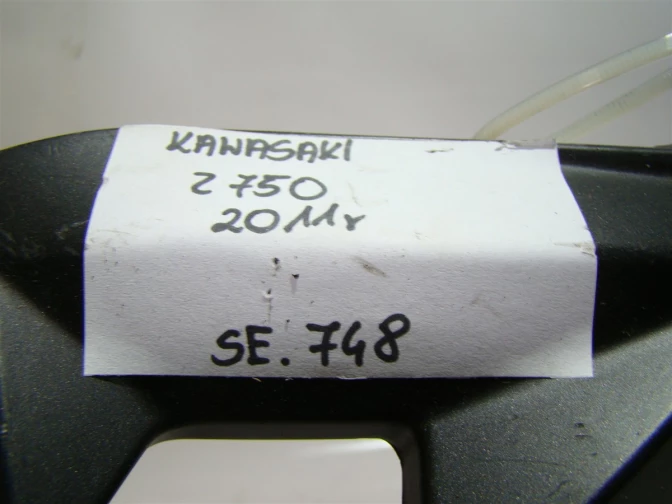 KAWASAKI
Z 750
2011r
SE. 748